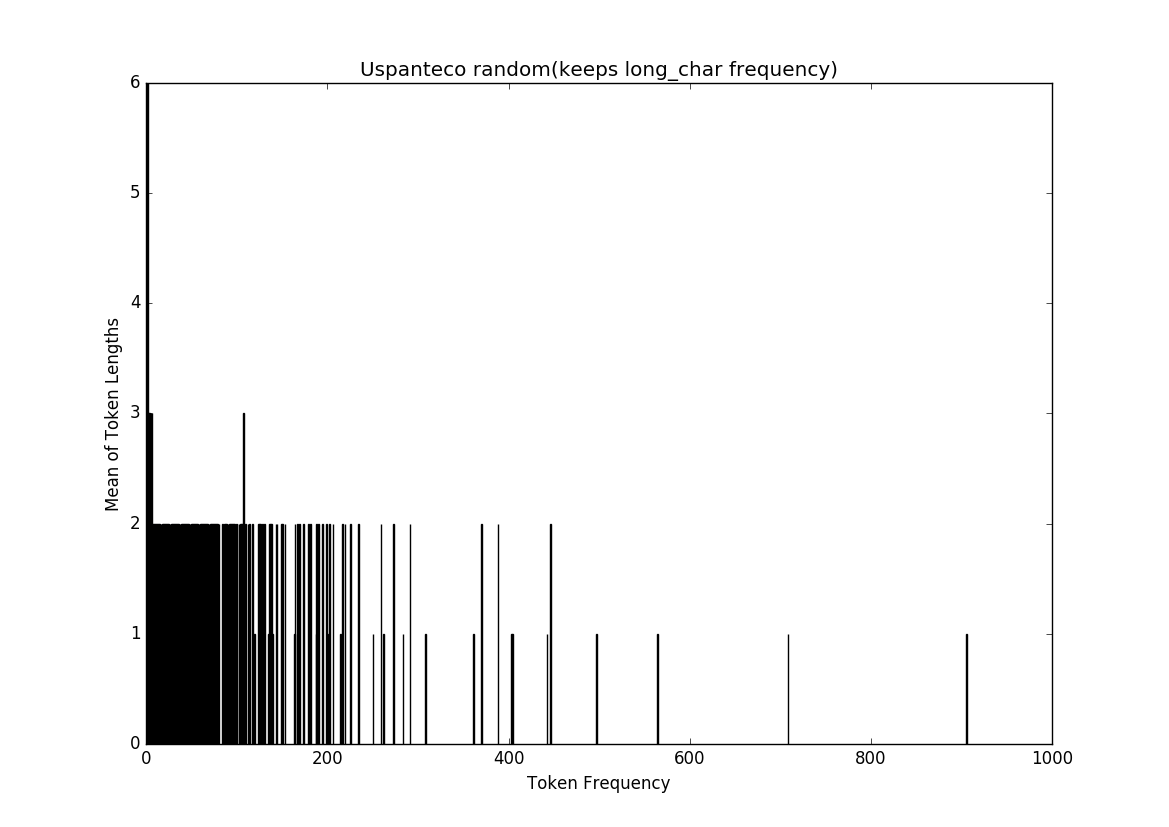 Uspanteco random(keeps long_char frequency)
6
5
4
3
2
1
0
Mean of Token Lengths
0 200 400 600 800 1000
Token Frequency